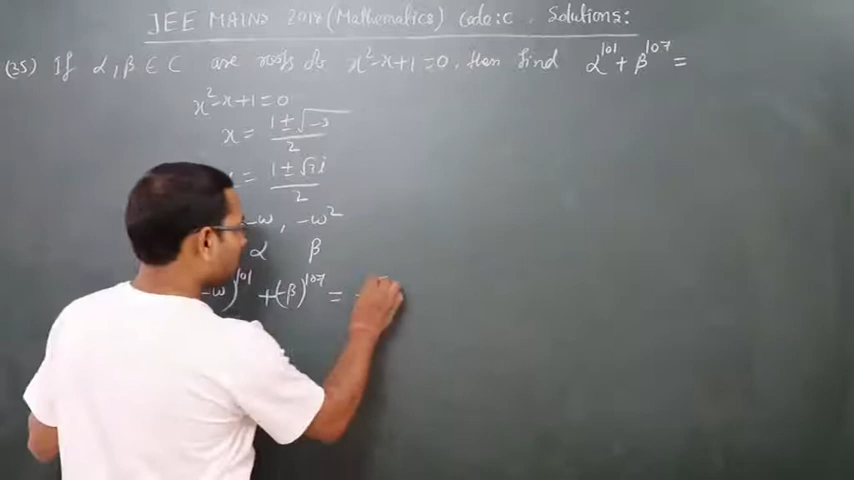 JEE MAINS 2018 (Mathematics) Code:C . Solutions:
(35) If α,β ∈ C are roots of x²-x+1=0, then find α¹⁰¹+β¹⁰⁷=
x²-x+1=0
x= 1±√-3 / 2
= 1±√3i / 2
-ω, -ω²
α β
-ω)¹⁰¹ +(-β)¹⁰⁷ = -